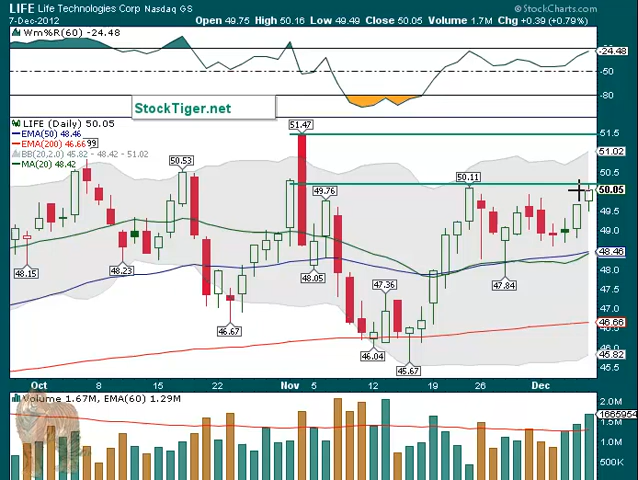 LIFE Life Technologies Corp Nasdaq GS © StockCharts.com
7-Dec-2012 Open 49.75 High 50.16 Low 49.49 Close 50.05 Volume 1.7M Chg +0.39 (+0.79%)
Wm%R(60) -24.48
-24.48
-50
-80
StockTiger.net
LIFE (Daily) 50.05
EMA(50) 48.46
EMA(200) 46.66
BB(20,2.0) 45.82 - 48.42 - 51.02
MA(20) 48.42
51.47
51.5
51.02
50.53
50.5
50.11
50.05
49.76
49.5
49.0
48.46
48.15
48.23
48.05
48.0
47.84
47.5
47.36
47.0
46.67
46.66
46.04
46.0
45.82
45.67
45.5
Oct 8 15 22 Nov 5 12 19 26 Dec
Volume 1.67M, EMA(60) 1.29M
2.0M
1665954
1.5M
1.0M
500K